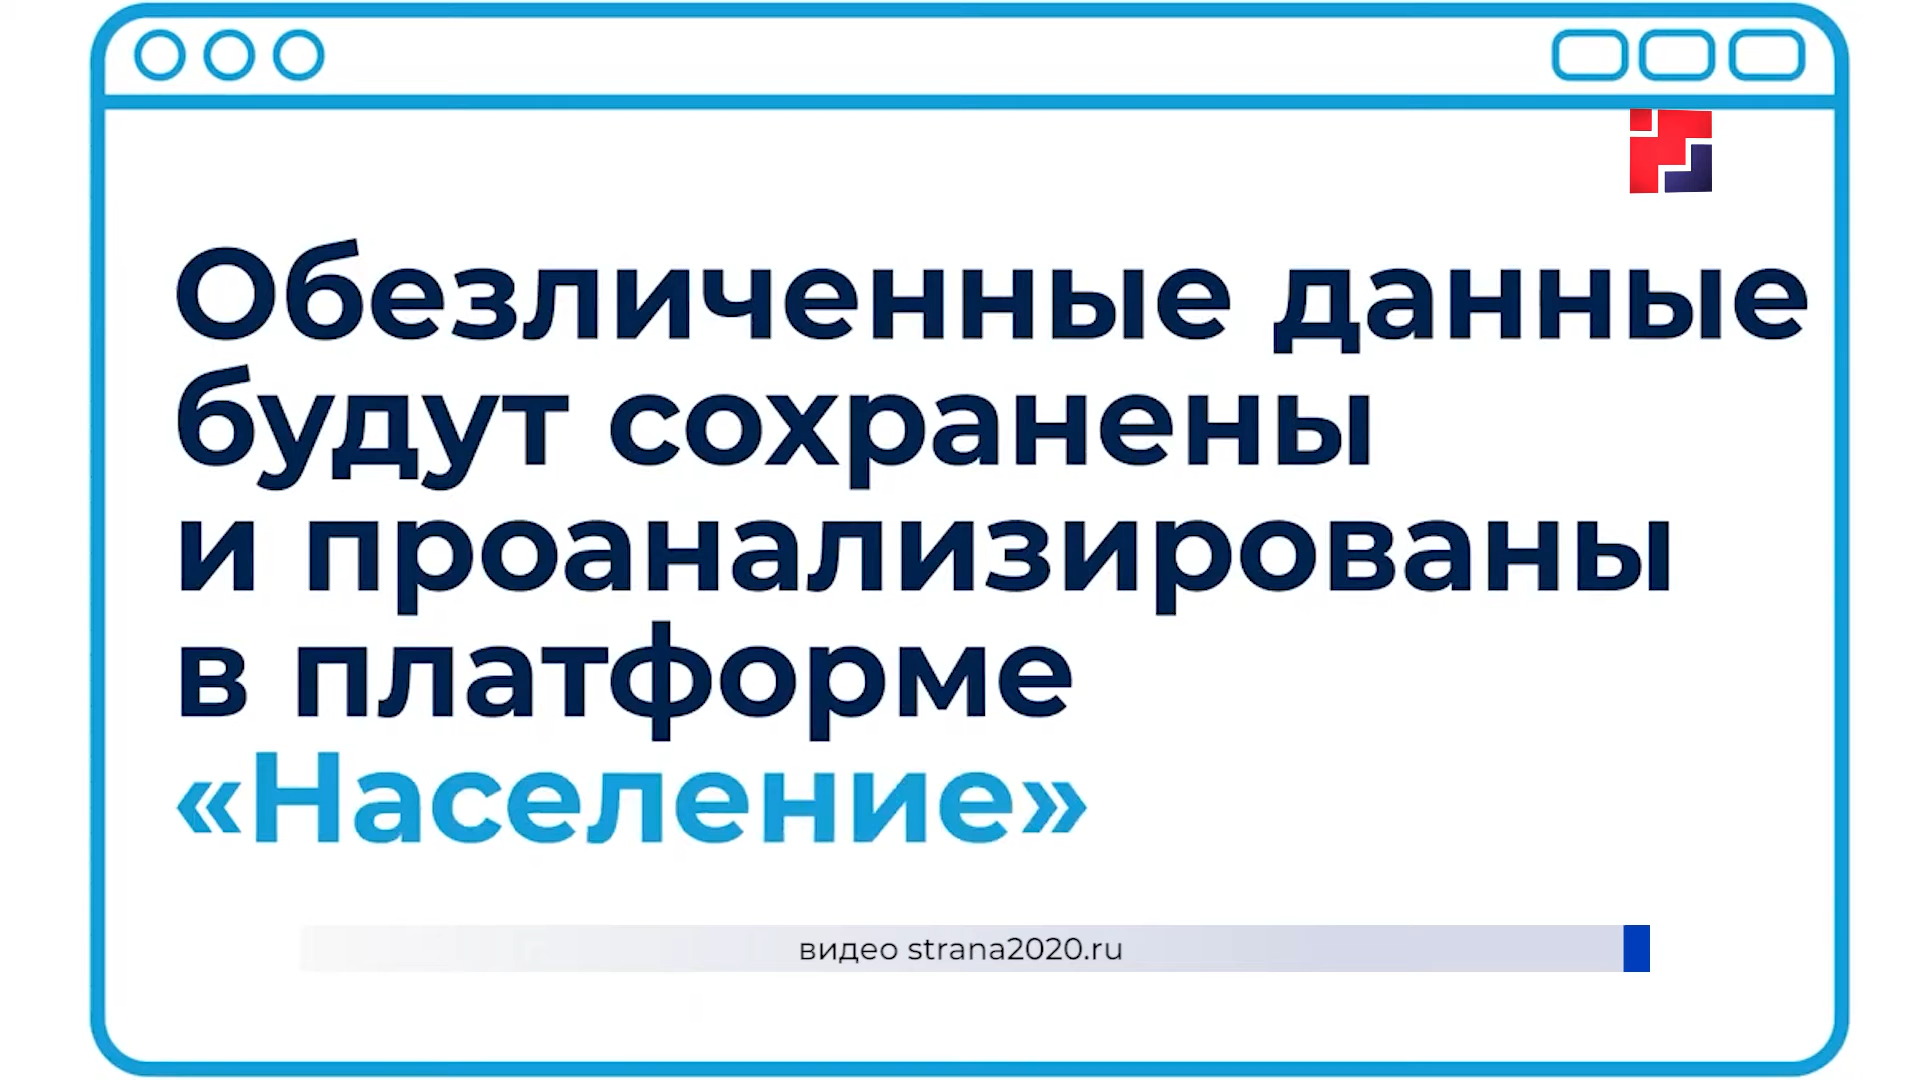 Обезличенные данные
будут сохранены
и проанализированы
в платформе
«Население»
видео strana2020.ru